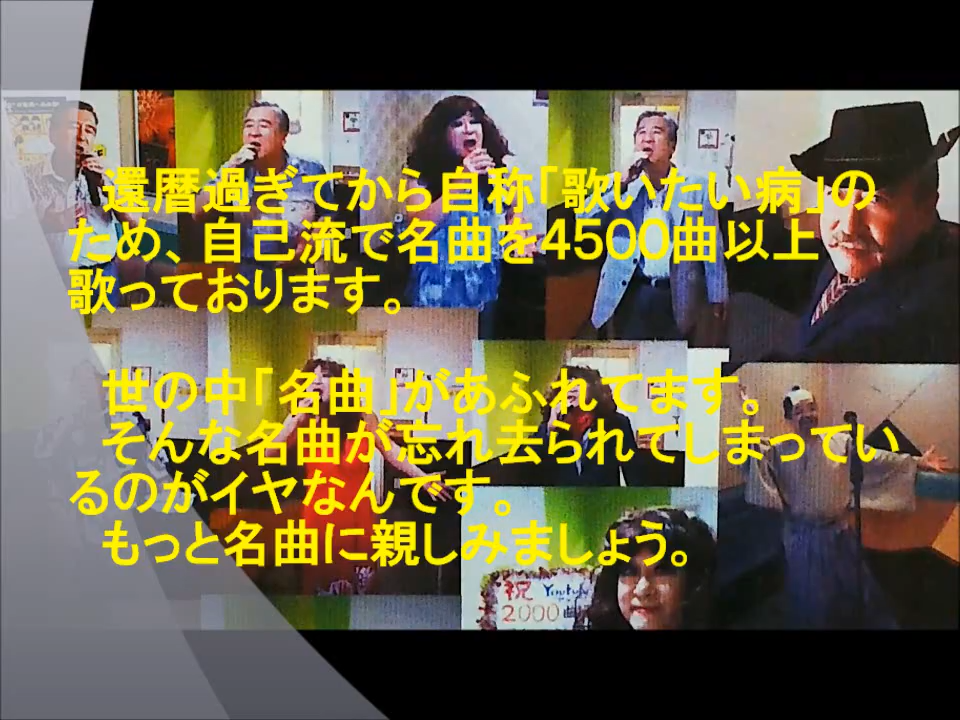 還暦過ぎてから自称「歌いたい病」の
ため、自己流で名曲を4500曲以上
歌っております。
世の中「名曲」があふれてます。
そんな名曲が忘れ去られてしまってい
るのがイヤなんです。
もっと名曲に親しみましょう。
祝 Youtube
2000曲